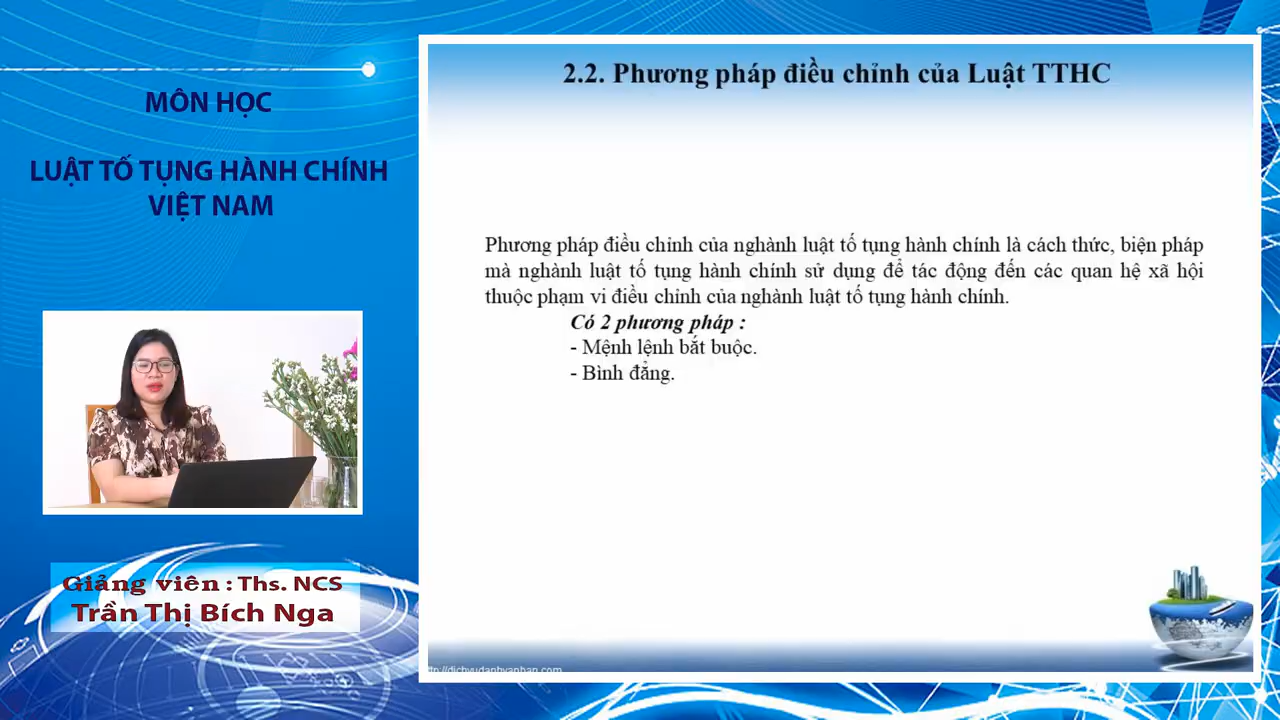 MÔN HỌC
LUẬT TỐ TỤNG HÀNH CHÍNH
VIỆT NAM
Giảng viên : Ths. NCS
Trần Thị Bích Nga
2.2. Phương pháp điều chỉnh của Luật TTHC
Phương pháp điều chỉnh của nghành luật tố tụng hành chính là cách thức, biện pháp
mà nghành luật tố tụng hành chính sử dụng để tác động đến các quan hệ xã hội
thuộc phạm vi điều chỉnh của nghành luật tố tụng hành chính.
Có 2 phương pháp :
- Mệnh lệnh bắt buộc.
- Bình đẳng.